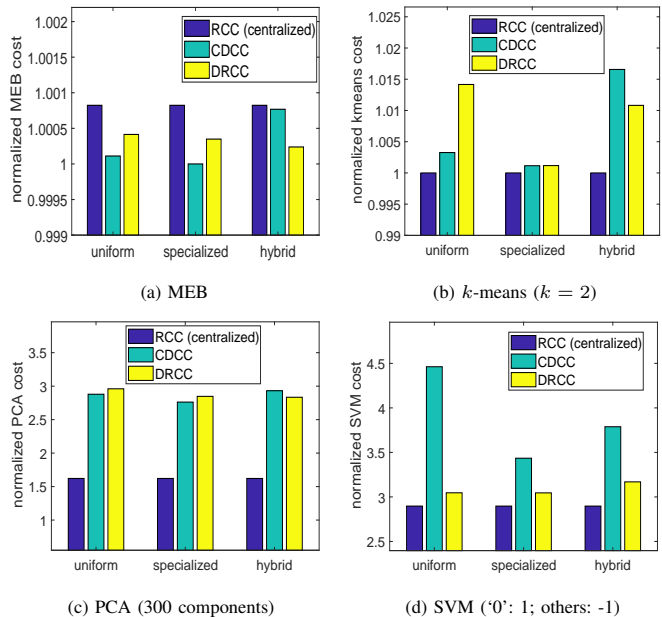 normalized MEB cost
1.002
1.0015
1.001
1.0005
1
0.9995
0.999
RCC (centralized)
CDCC
DRCC
uniform
specialized
hybrid
(a) MEB
normalized kmeans cost
1.025
1.02
1.015
1.01
1.005
1
0.995
0.99
RCC (centralized)
CDCC
DRCC
uniform
specialized
hybrid
(b) k-means (k = 2)
normalized PCA cost
3.5
3
2.5
2
1.5
1
RCC (centralized)
CDCC
DRCC
uniform
specialized
hybrid
(c) PCA (300 components)
normalized SVM cost
4.5
4
3.5
3
2.5
RCC (centralized)
CDCC
DRCC
uniform
specialized
hybrid
(d) SVM (‘0’: 1; others: -1)